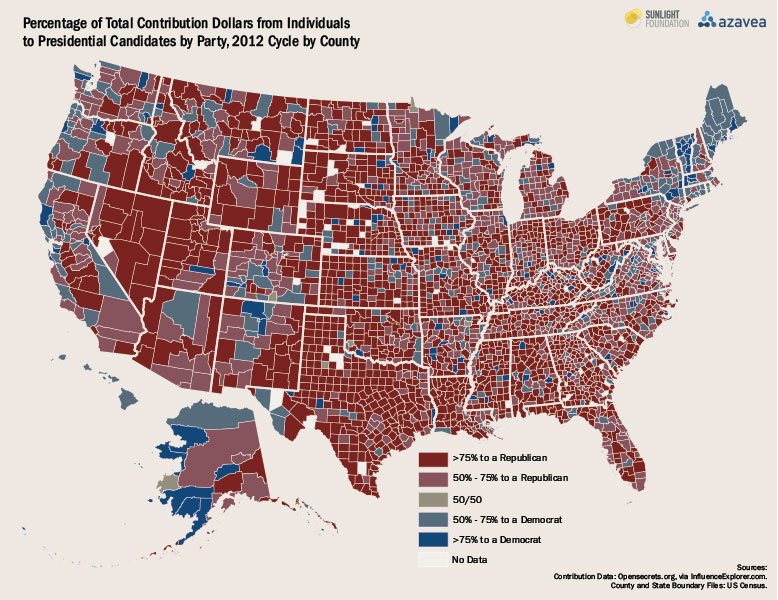 Percentage of Total Contribution Dollars from Individuals
to Presidential Candidates by Party, 2012 Cycle by County
SUNLIGHT
FOUNDATION
azavea
>75% to a Republican
50% - 75% to a Republican
50/50
50% - 75% to a Democrat
>75% to a Democrat
No Data
Sources:
Contribution Data: Opensecrets.org, via InfluenceExplorer.com.
County and State Boundary Files: US Census.